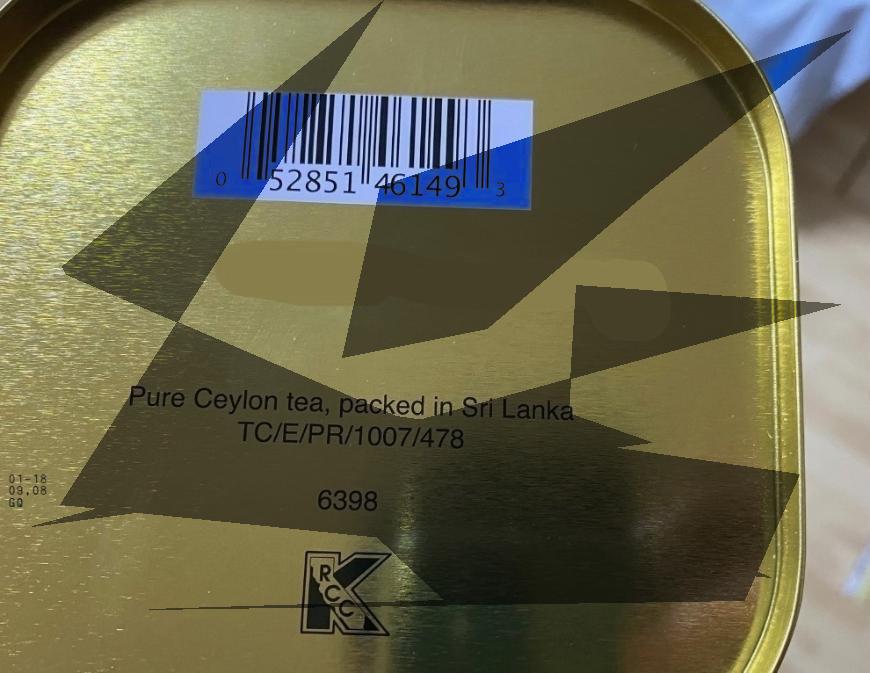 0 52851 46149 3
Pure Ceylon tea, packed in Sri Lanka
TC/E/PR/1007/478
01-18
09.08
GQ
6398
K
RCC